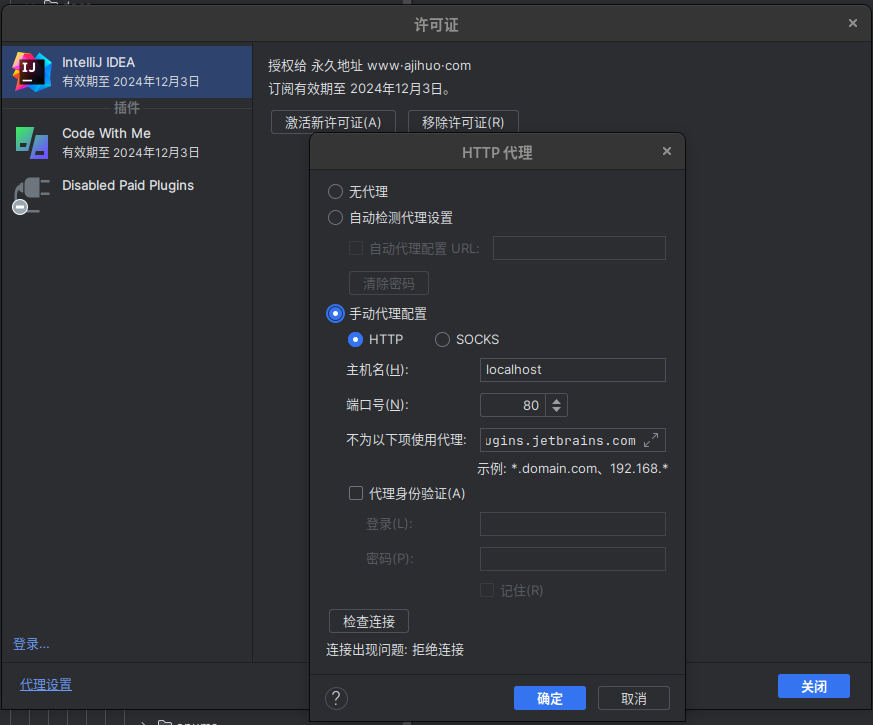 许可证
IntelliJ IDEA
有效期至 2024年12月3日
插件
Code With Me
有效期至 2024年12月3日
Disabled Paid Plugins
授权给 永久地址 www·ajihuo·com
订阅有效期至 2024年12月3日。
激活新许可证(A)
移除许可证(R)
HTTP 代理
无代理
自动检测代理设置
自动代理配置 URL:
清除密码
手动代理配置
HTTP
SOCKS
主机名(H):
localhost
端口号(N):
80
不为以下项使用代理:
ugins.jetbrains.com
示例: *.domain.com、192.168.*
代理身份验证(A)
登录(L):
密码(P):
记住(R)
检查连接
连接出现问题: 拒绝连接
?
确定
取消
登录...
代理设置
关闭